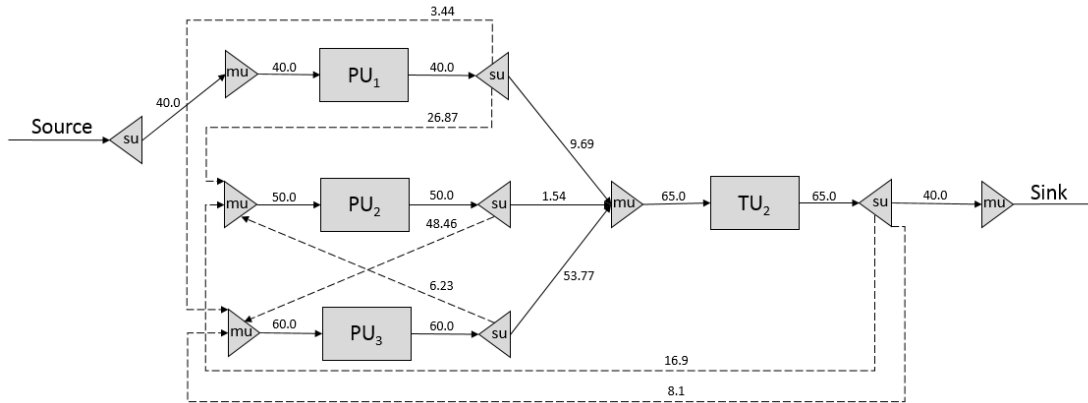 3.44
mu
40.0
PU1
40.0
su
40.0
Source
su
26.87
9.69
mu
50.0
PU2
50.0
su
1.54
mu
65.0
TU2
65.0
su
40.0
mu
Sink
48.46
6.23
53.77
mu
60.0
PU3
60.0
su
16.9
8.1